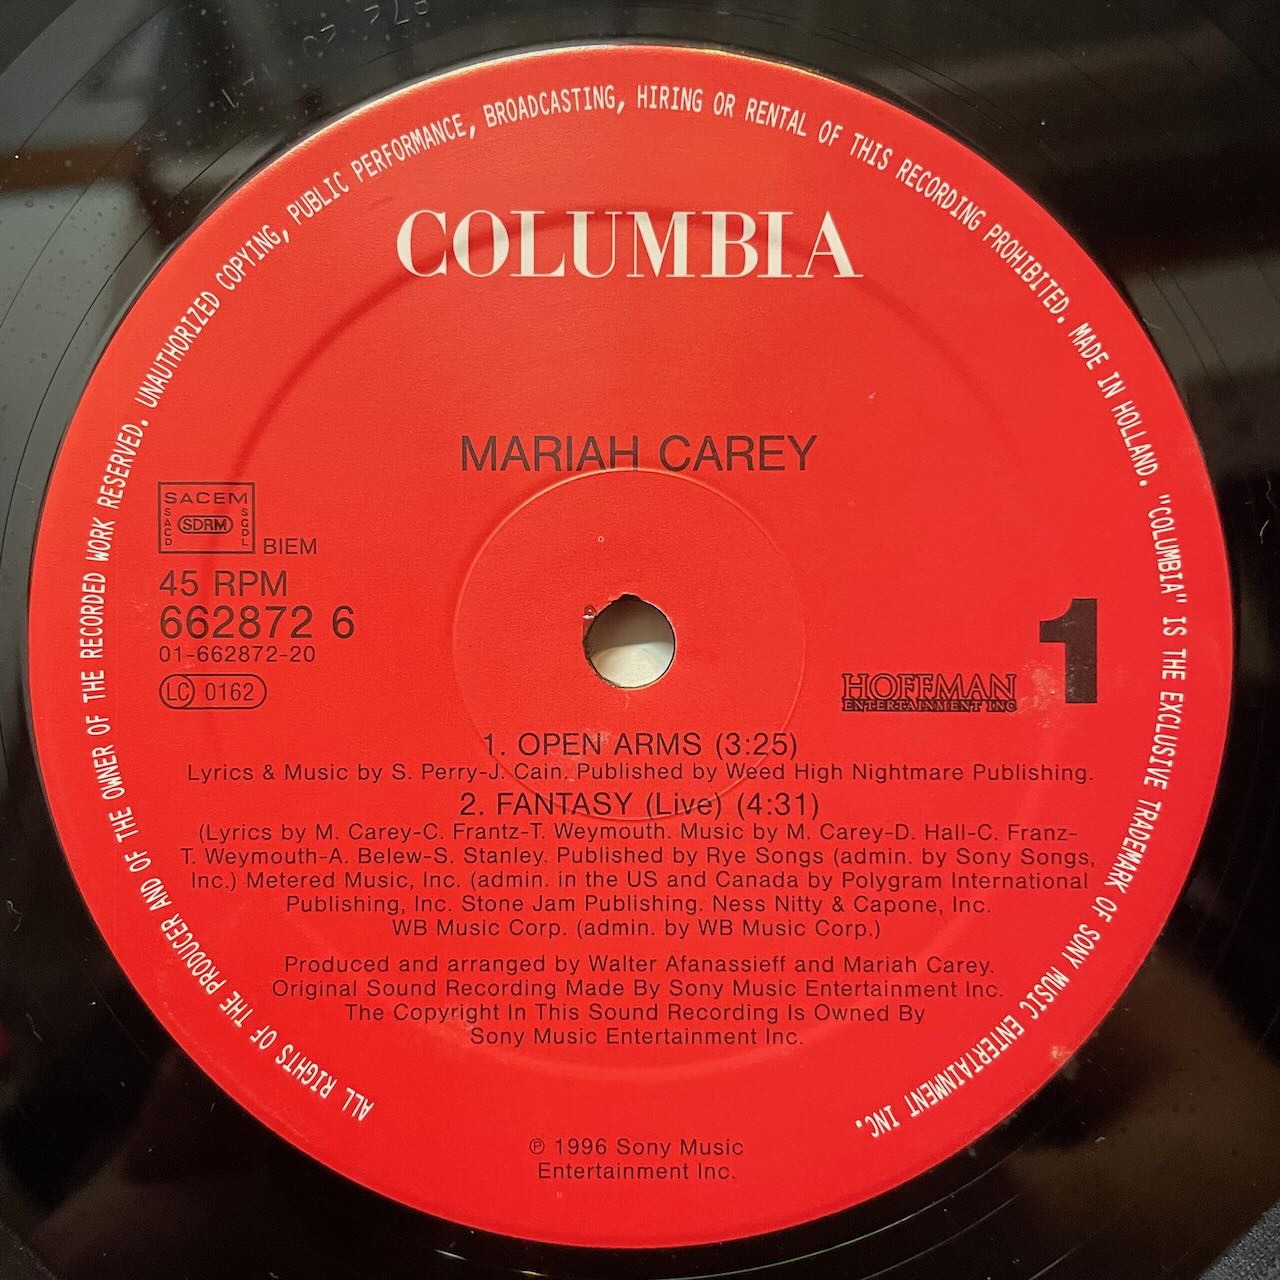 ALL RIGHTS OF THE PRODUCER AND OF THE OWNER OF THE RECORDED WORK RESERVED. UNAUTHORIZED COPYING, PUBLIC PERFORMANCE, BROADCASTING, HIRING OR RENTAL OF THIS RECORDING PROHIBITED. MADE IN HOLLAND. "COLUMBIA" IS THE EXCLUSIVE TRADEMARK OF SONY MUSIC ENTERTAINMENT INC.
COLUMBIA
MARIAH CAREY
SACEM
SACD
SDRM
SGDL
BIEM
45 RPM
662872 6
01-662872-20
LC 0162
1
HOFFMAN
ENTERTAINMENT INC
1. OPEN ARMS (3:25)
Lyrics & Music by S. Perry-J. Cain. Published by Weed High Nightmare Publishing.
2. FANTASY (Live) (4:31)
(Lyrics by M. Carey-C. Frantz-T. Weymouth. Music by M. Carey-D. Hall-C. Franz-
T. Weymouth-A. Belew-S. Stanley. Published by Rye Songs (admin. by Sony Songs,
Inc.) Metered Music, Inc. (admin. in the US and Canada by Polygram International
Publishing, Inc. Stone Jam Publishing. Ness Nitty & Capone, Inc.
WB Music Corp. (admin. by WB Music Corp.)
Produced and arranged by Walter Afanassieff and Mariah Carey.
Original Sound Recording Made By Sony Music Entertainment Inc.
The Copyright In This Sound Recording Is Owned By
Sony Music Entertainment Inc.
℗ 1996 Sony Music
Entertainment Inc.